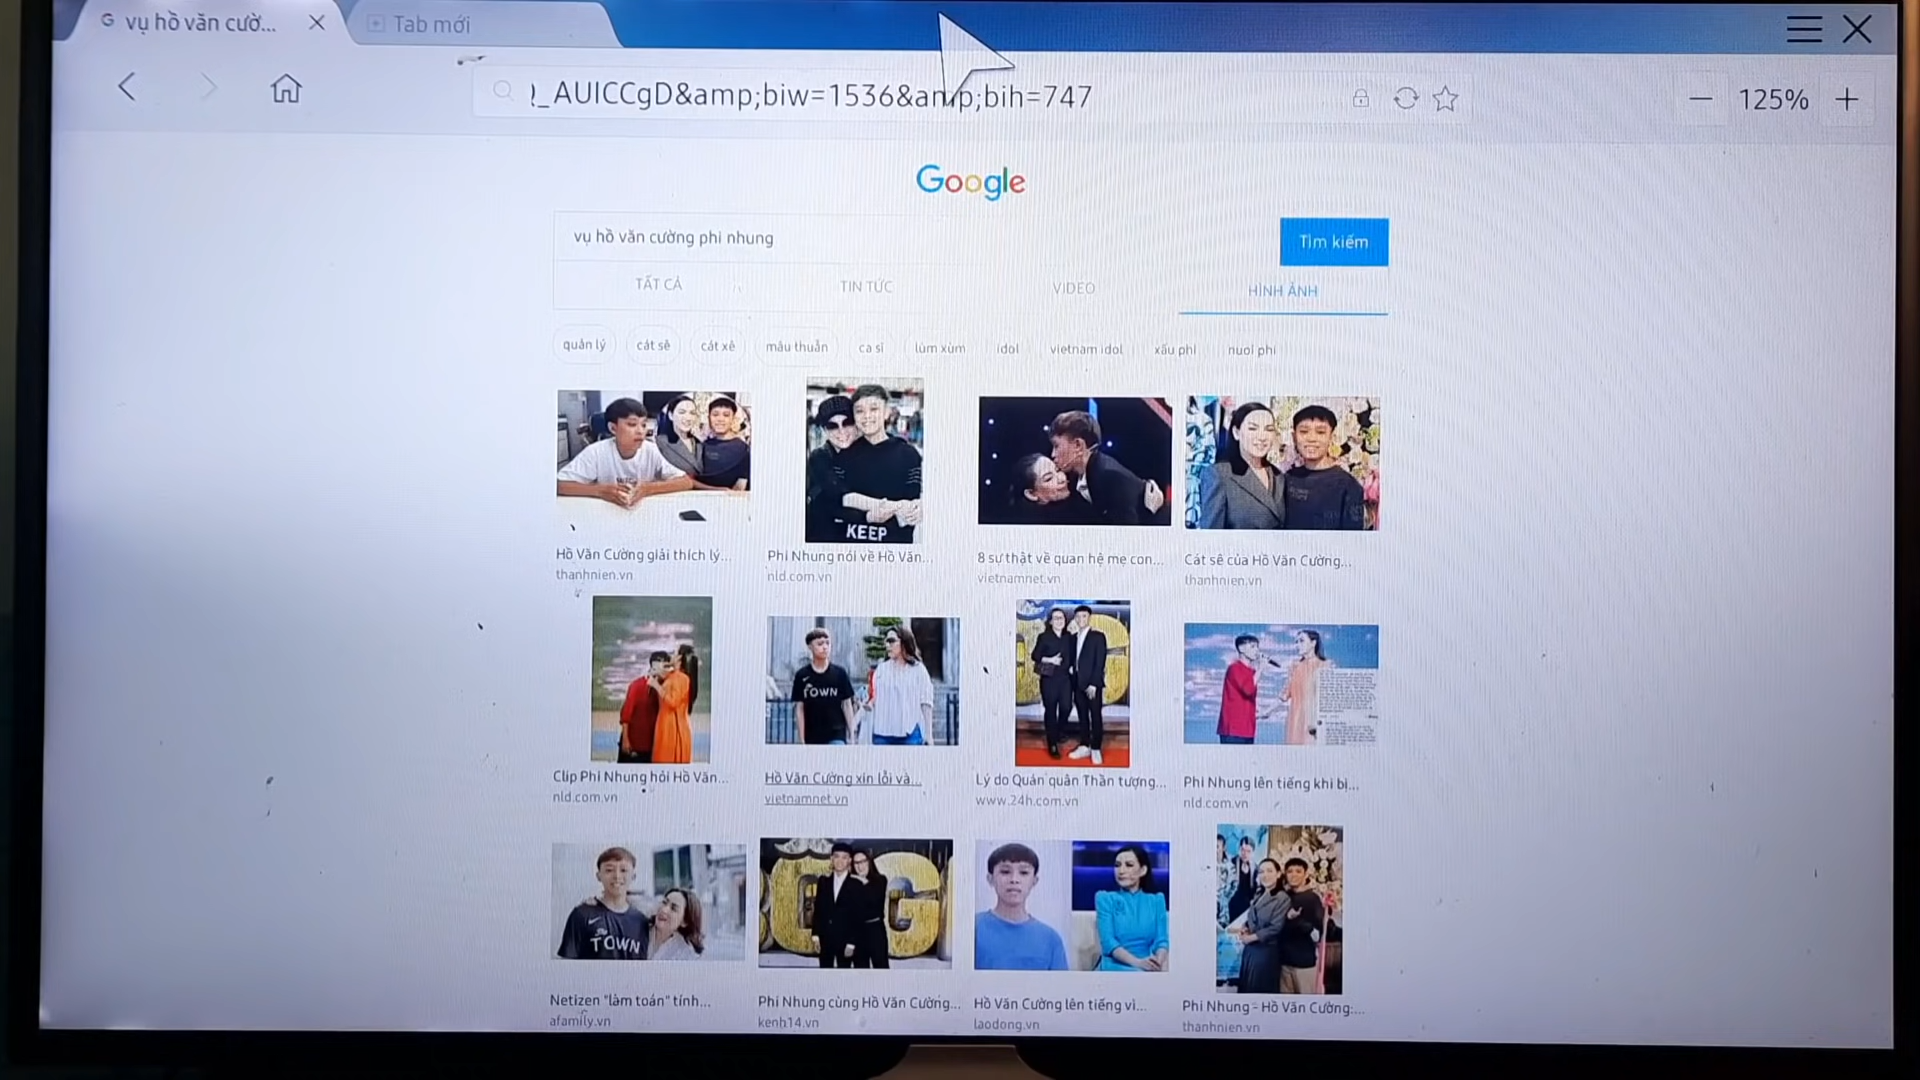 G vụ hồ văn cườ...
Tab mới
_AUICCgD&amp;biw=1536&amp;bih=747
125%
Google
vụ hồ văn cường phi nhung
Tìm kiếm
TẤT CẢ
TIN TỨC
VIDEO
HÌNH ẢNH
quản lý
cát sê
cát xê
mâu thuẫn
ca sĩ
lùm xùm
idol
vietnam idol
xấu phi
nuoi phi
KEEP
Hồ Văn Cường giải thích lý...
thanhnien.vn
Phi Nhung nói về Hồ Văn...
nld.com.vn
8 sự thật về quan hệ mẹ con...
vietnamnet.vn
Cát sê của Hồ Văn Cường...
thanhnien.vn
TOWN
Clip Phi Nhung hỏi Hồ Văn...
nld.com.vn
Hồ Văn Cường xin lỗi và...
vietnamnet.vn
Lý do Quán quân Thần tượng...
www.24h.com.vn
Phi Nhung lên tiếng khi bị...
nld.com.vn
TOWN
Netizen "làm toán" tính...
afamily.vn
Phi Nhung cùng Hồ Văn Cường...
kenh14.vn
Hồ Văn Cường lên tiếng vì...
laodong.vn
Phi Nhung - Hồ Văn Cường:...
thanhnien.vn